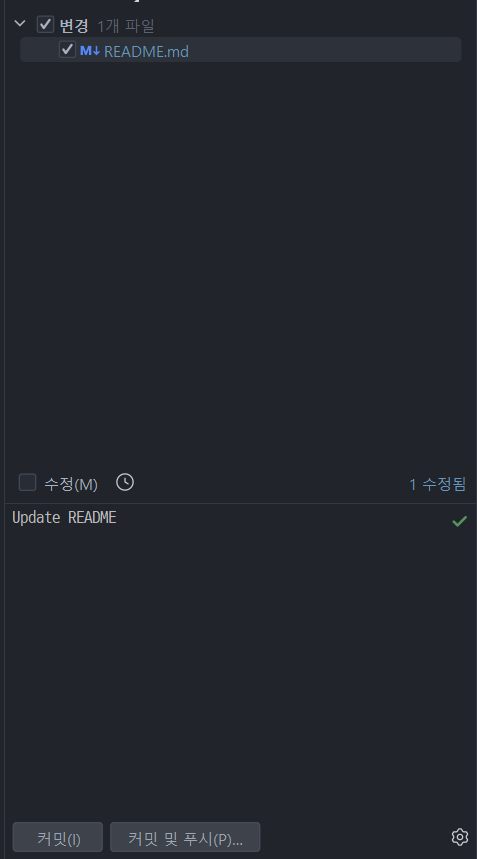 변경 1개 파일
M↓ README.md
수정(M) 1 수정됨
Update README
커밋(I) 커밋 및 푸시(P)...